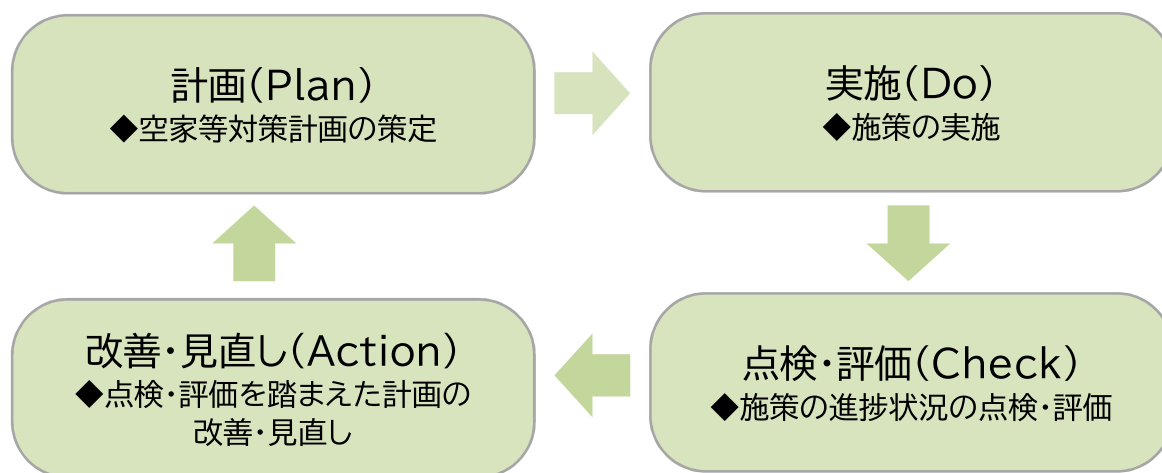 計画(Plan)
◆空家等対策計画の策定
実施(Do)
◆施策の実施
改善・見直し(Action)
◆点検・評価を踏まえた計画の
改善・見直し
点検・評価(Check)
◆施策の進捗状況の点検・評価